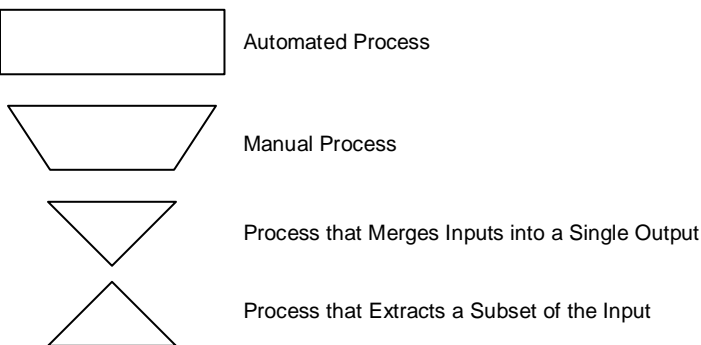 Automated Process
Manual Process
Process that Merges Inputs into a Single Output
Process that Extracts a Subset of the Input